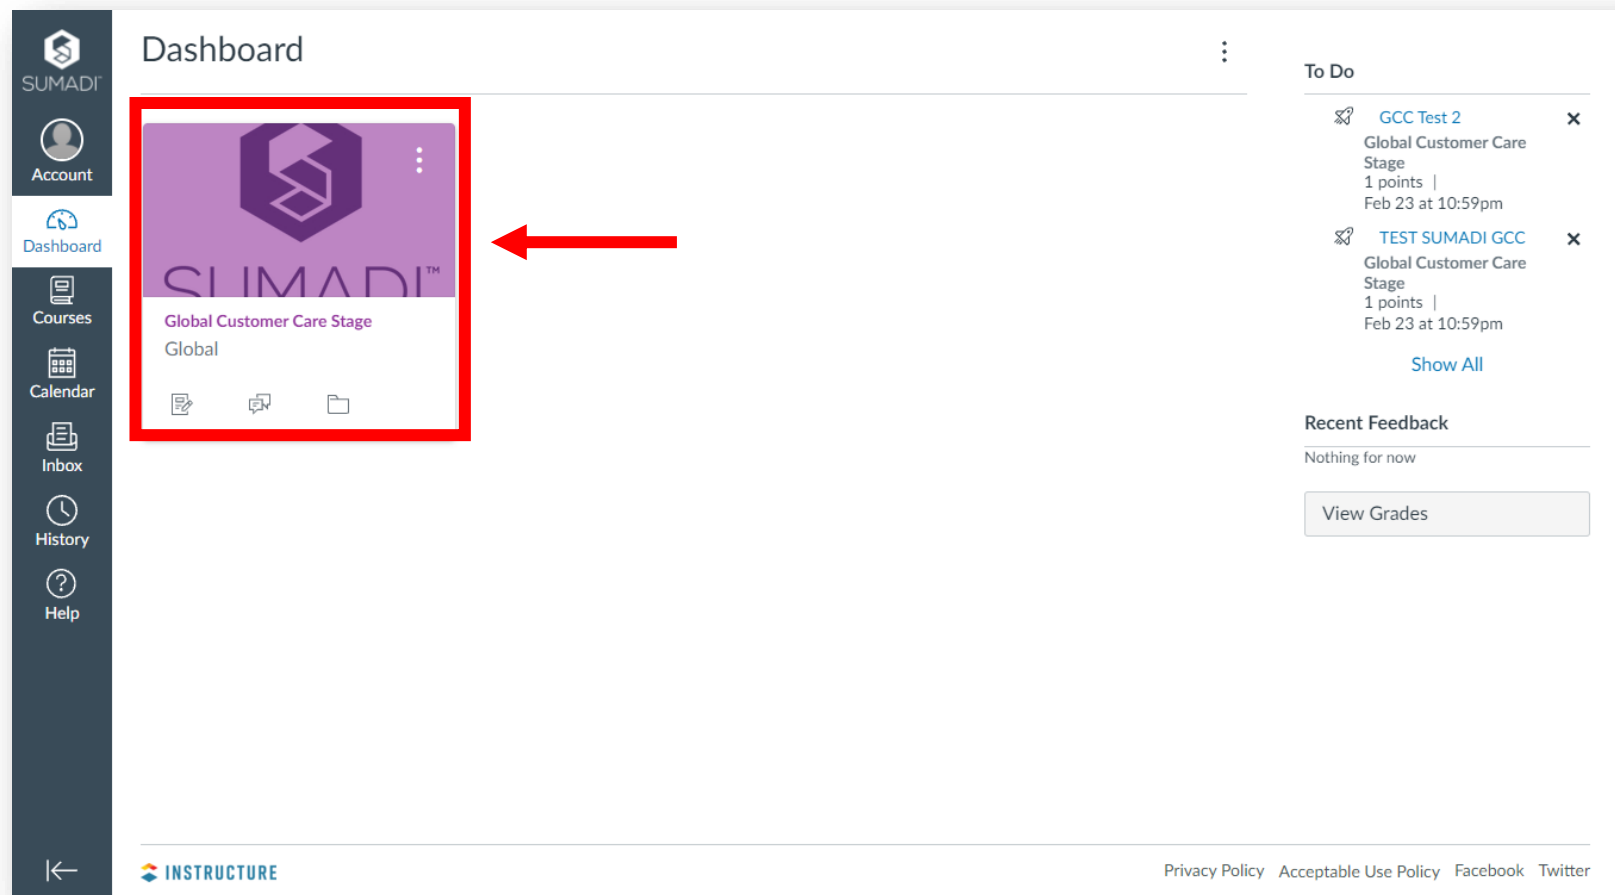 SUMADI
Account
Dashboard
Courses
Calendar
Inbox
History
Help
Dashboard
SUMADI™
Global Customer Care Stage
Global
To Do
GCC Test 2
Global Customer Care
Stage
1 points |
Feb 23 at 10:59pm
TEST SUMADI GCC
Global Customer Care
Stage
1 points |
Feb 23 at 10:59pm
Show All
Recent Feedback
Nothing for now
View Grades
INSTRUCTURE
Privacy Policy Acceptable Use Policy Facebook Twitter